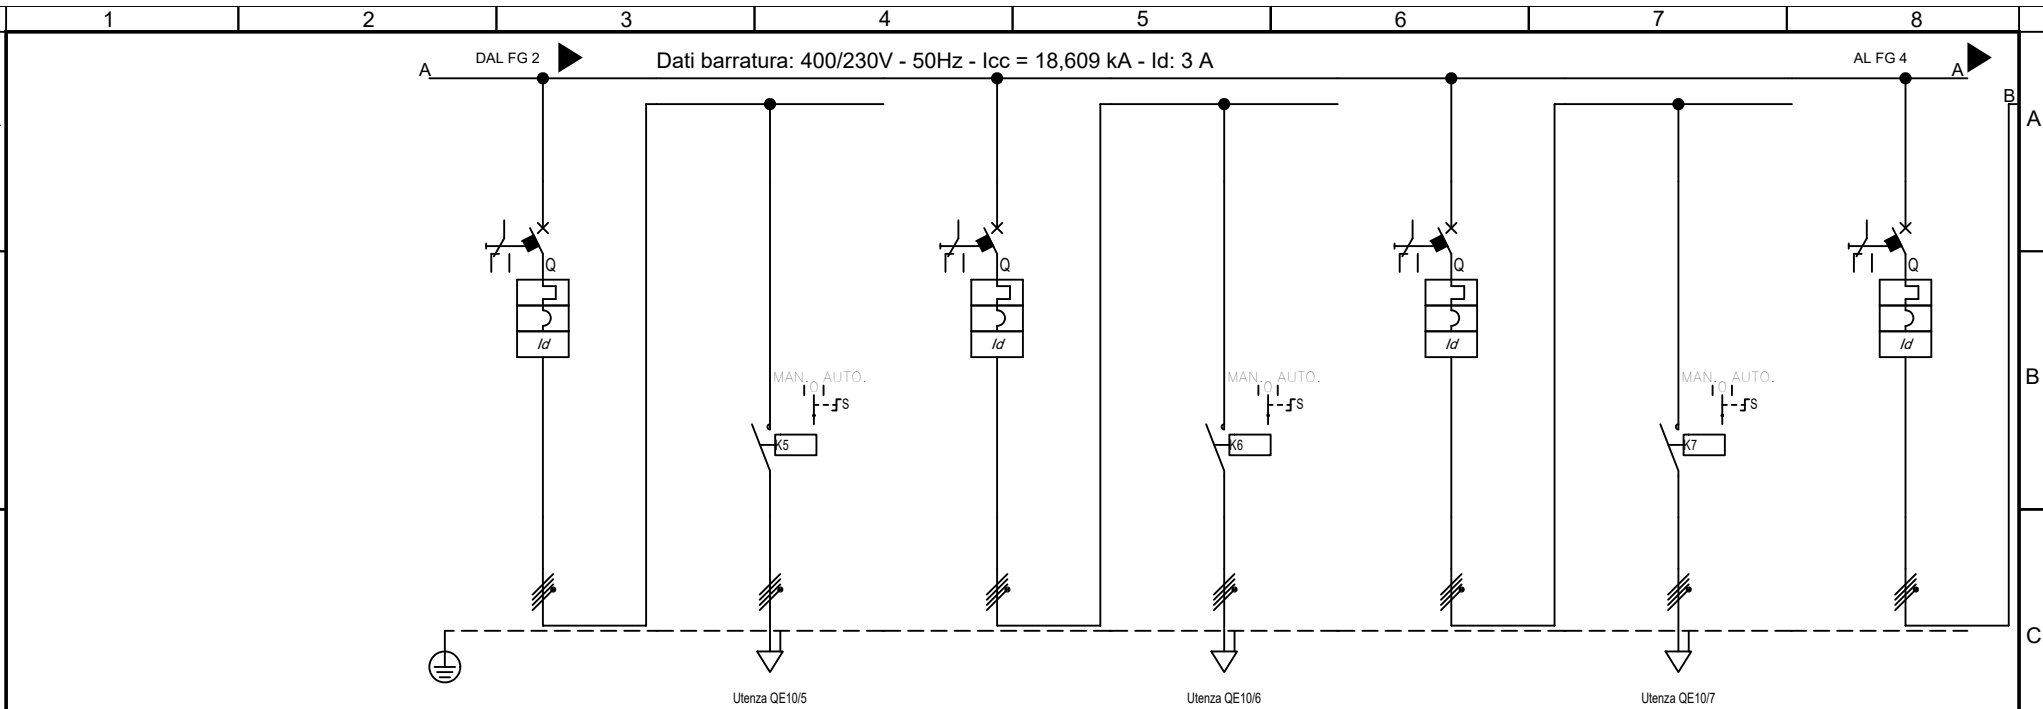 1 2 3 4 5 6 7 8
DAL FG 2 Dati barratura: 400/230V - 50Hz - Icc = 18,609 kA - Id: 3 A AL FG 4
A A
B
A
Q Q Q Q
Id Id Id Id
MAN. O AUTO. MAN. O AUTO. MAN. O AUTO.
B
S S S
K5 K6 K7
C
Utenza QE10/5 Utenza QE10/6 Utenza QE10/7